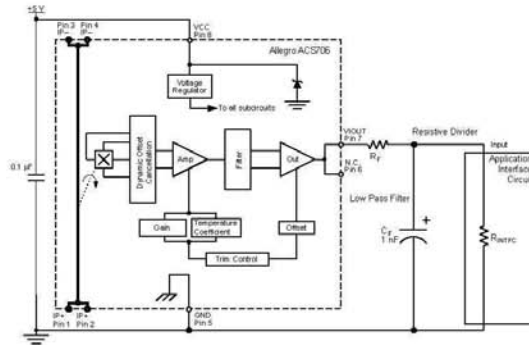 +5 V
Pin 3 Pin 4
IP– IP–
VCC
Pin 8
Allegro ACS706
Voltage
Regulator
To all subcircuits
0.1 µF
Dynamic Offset
Cancellation
Amp
Filter
Out
VIOUT
Pin 7
N.C.
Pin 6
RF
Resistive Divider
Input
Application
Interface
Circuit
Low Pass Filter
CF
1 nF
+
RINTFC
Gain
Temperature
Coefficient
Offset
Trim Control
IP+ IP+
Pin 1 Pin 2
GND
Pin 5